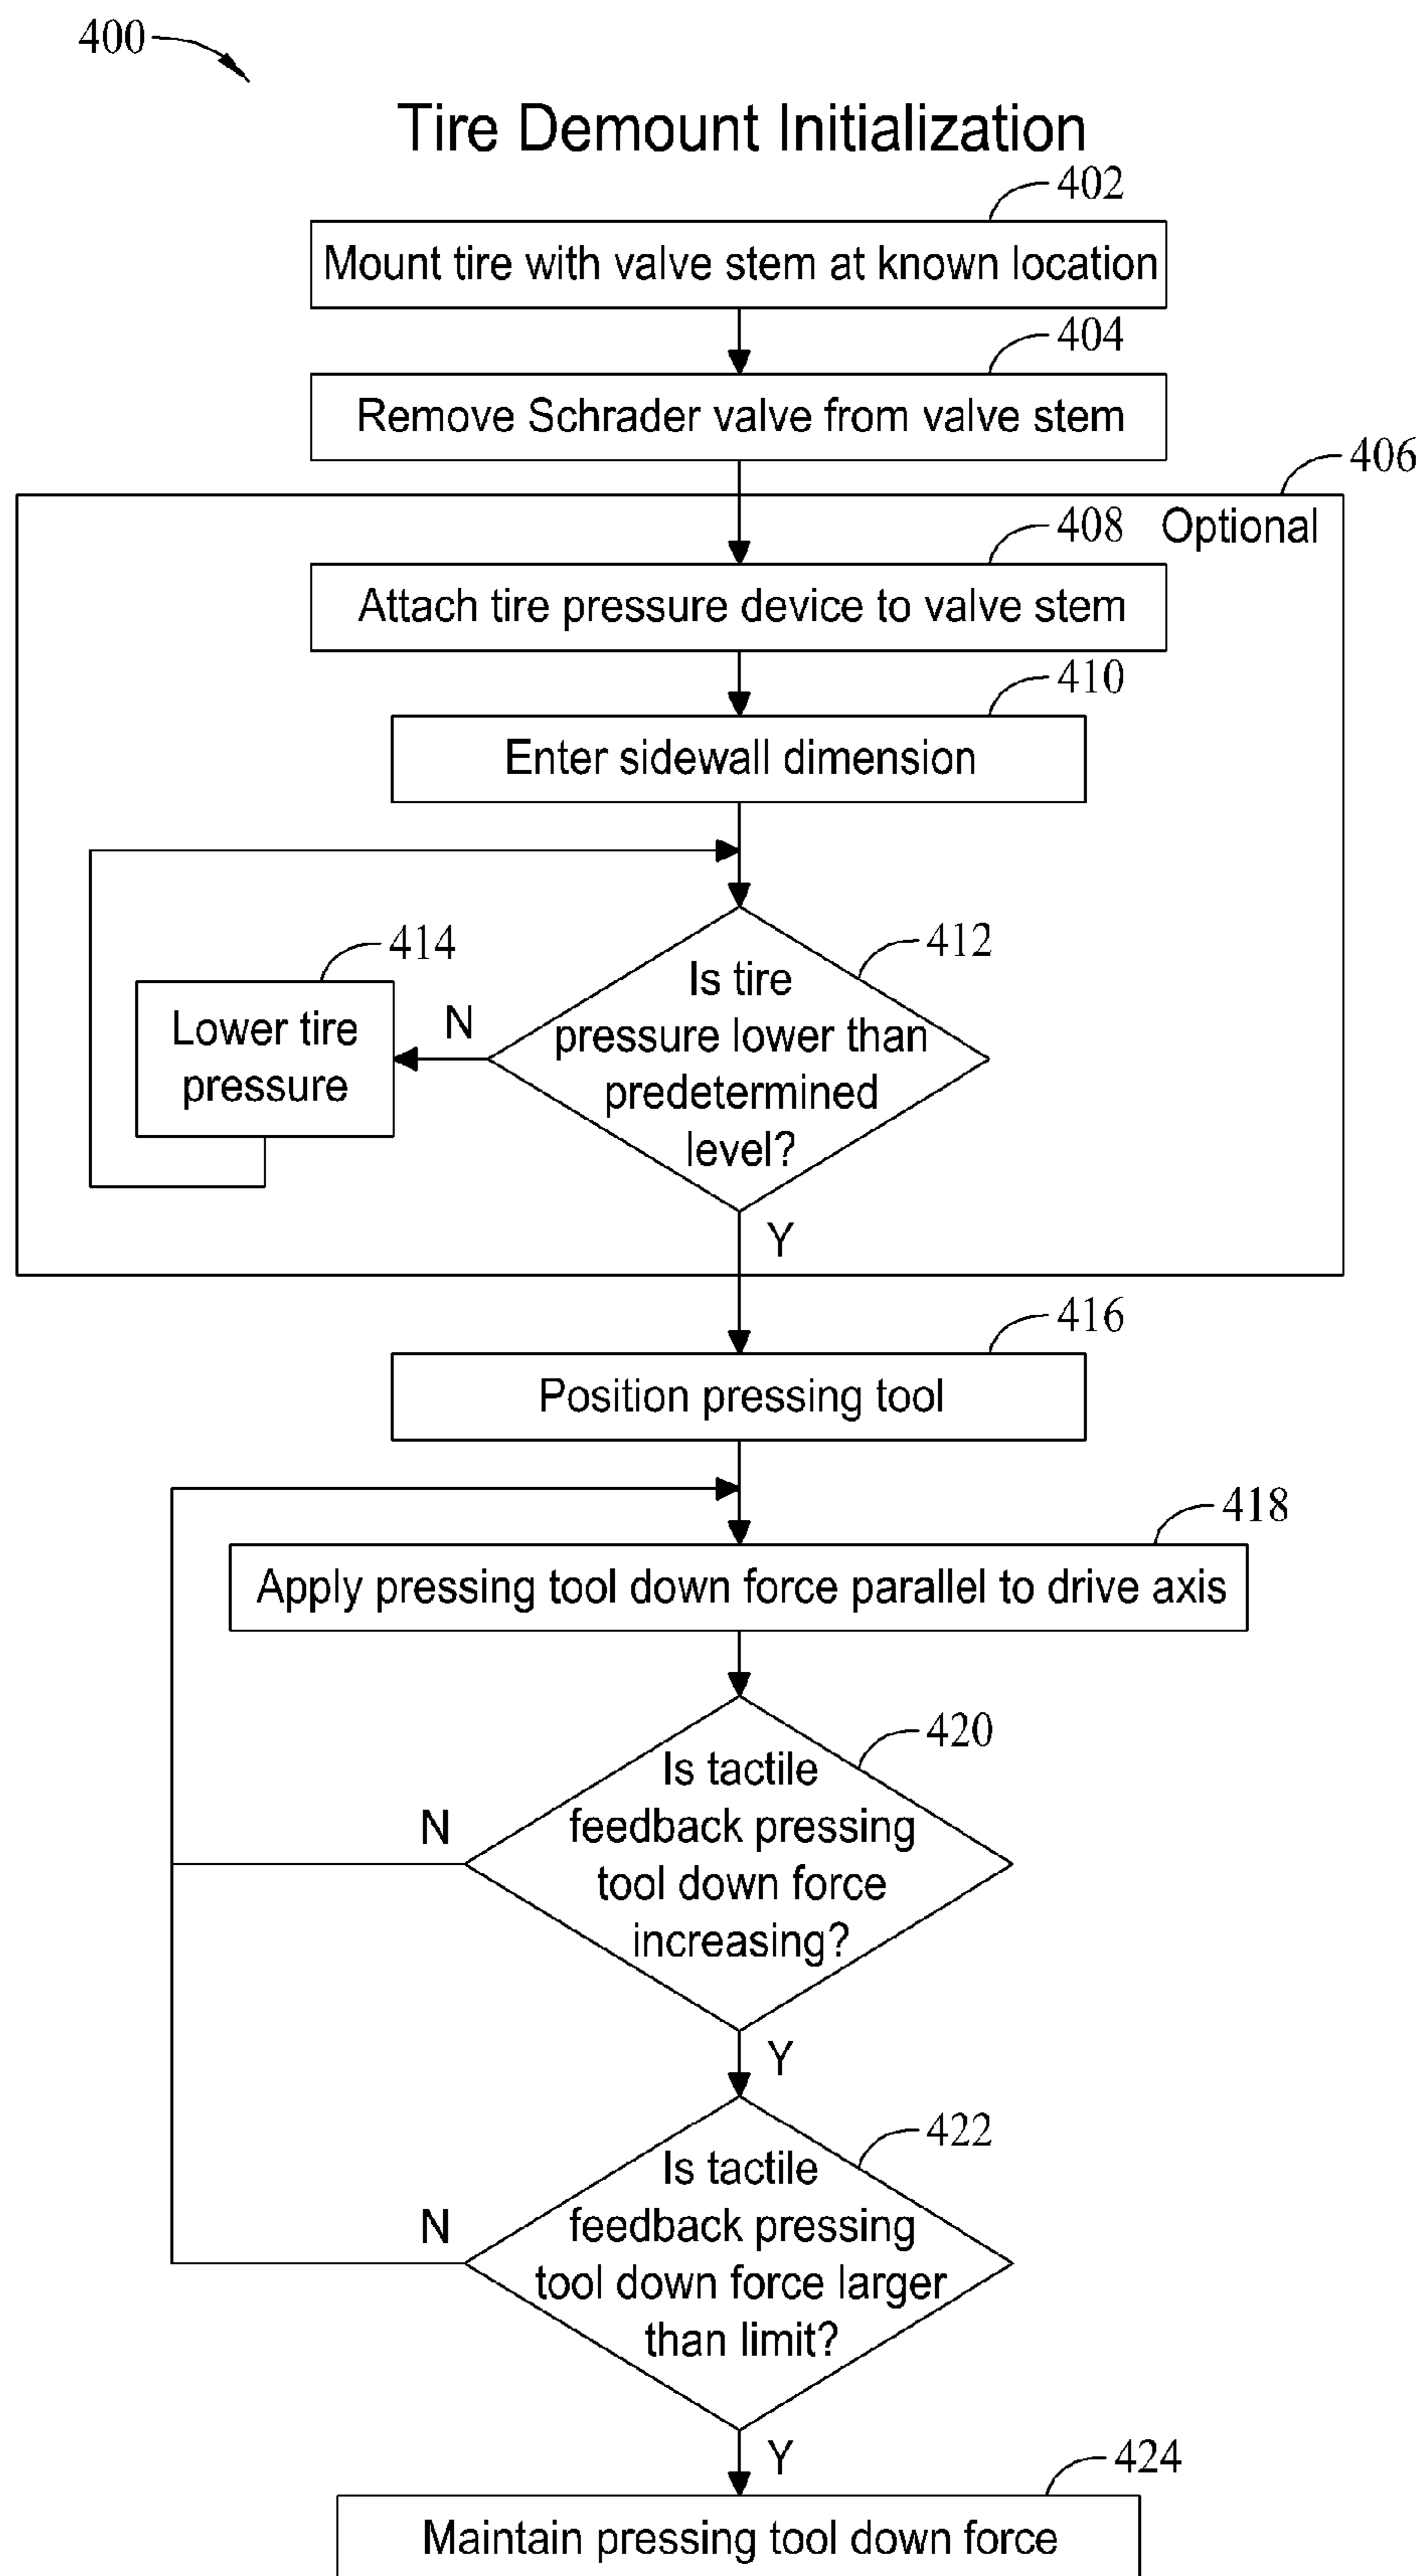 400
Tire Demount Initialization
402
Mount tire with valve stem at known location
404
Remove Schrader valve from valve stem
406
Optional
408
Attach tire pressure device to valve stem
410
Enter sidewall dimension
412
Is tire
pressure lower than
predetermined
level?
N
414
Lower tire
pressure
Y
416
Position pressing tool
418
Apply pressing tool down force parallel to drive axis
420
Is tactile
feedback pressing
tool down force
increasing?
N
Y
422
Is tactile
feedback pressing
tool down force larger
than limit?
N
Y
424
Maintain pressing tool down force